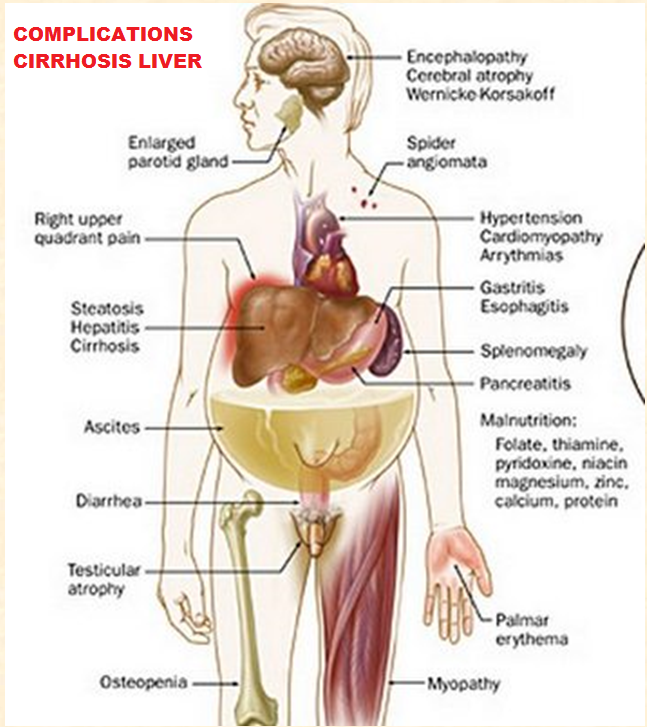 COMPLICATIONS
CIRRHOSIS LIVER
Encephalopathy
Cerebral atrophy
Wernicke-Korsakoff
Enlarged
parotid gland
Spider
angiomata
Right upper
quadrant pain
Hypertension
Cardiomyopathy
Arrythmias
Gastritis
Esophagitis
Steatosis
Hepatitis
Cirrhosis
Splenomegaly
Pancreatitis
Ascites
Malnutrition:
Folate, thiamine,
pyridoxine, niacin
magnesium, zinc,
calcium, protein
Diarrhea
Testicular
atrophy
Palmar
erythema
Osteopenia
Myopathy